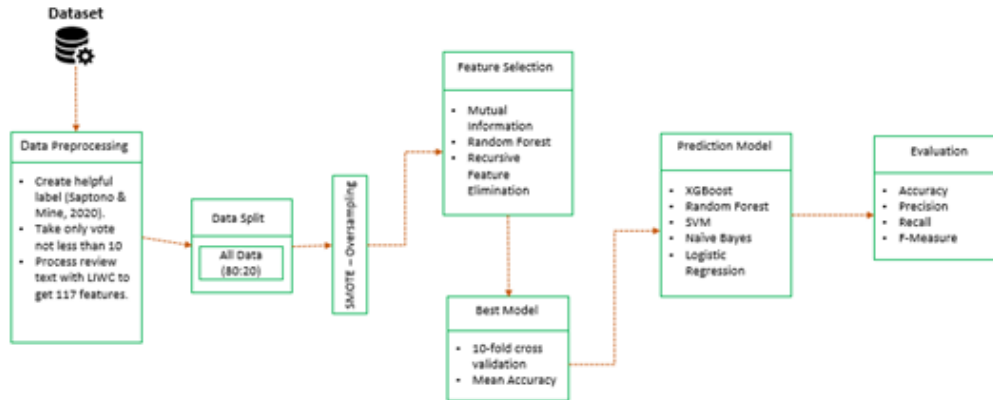 Dataset
Data Preprocessing
• Create helpful
label (Saptono &
Mine, 2020).
• Take only vote
not less than 10
• Process review
text with LIWC to
get 117 features.
Data Split
All Data
(80:20)
SMOTE – Oversampling
Feature Selection
• Mutual
Information
• Random Forest
• Recursive
Feature
Elimination
Best Model
• 10-fold cross
validation
• Mean Accuracy
Prediction Model
• XGBoost
• Random Forest
• SVM
• Naïve Bayes
• Logistic
Regression
Evaluation
• Accuracy
• Precision
• Recall
• F-Measure